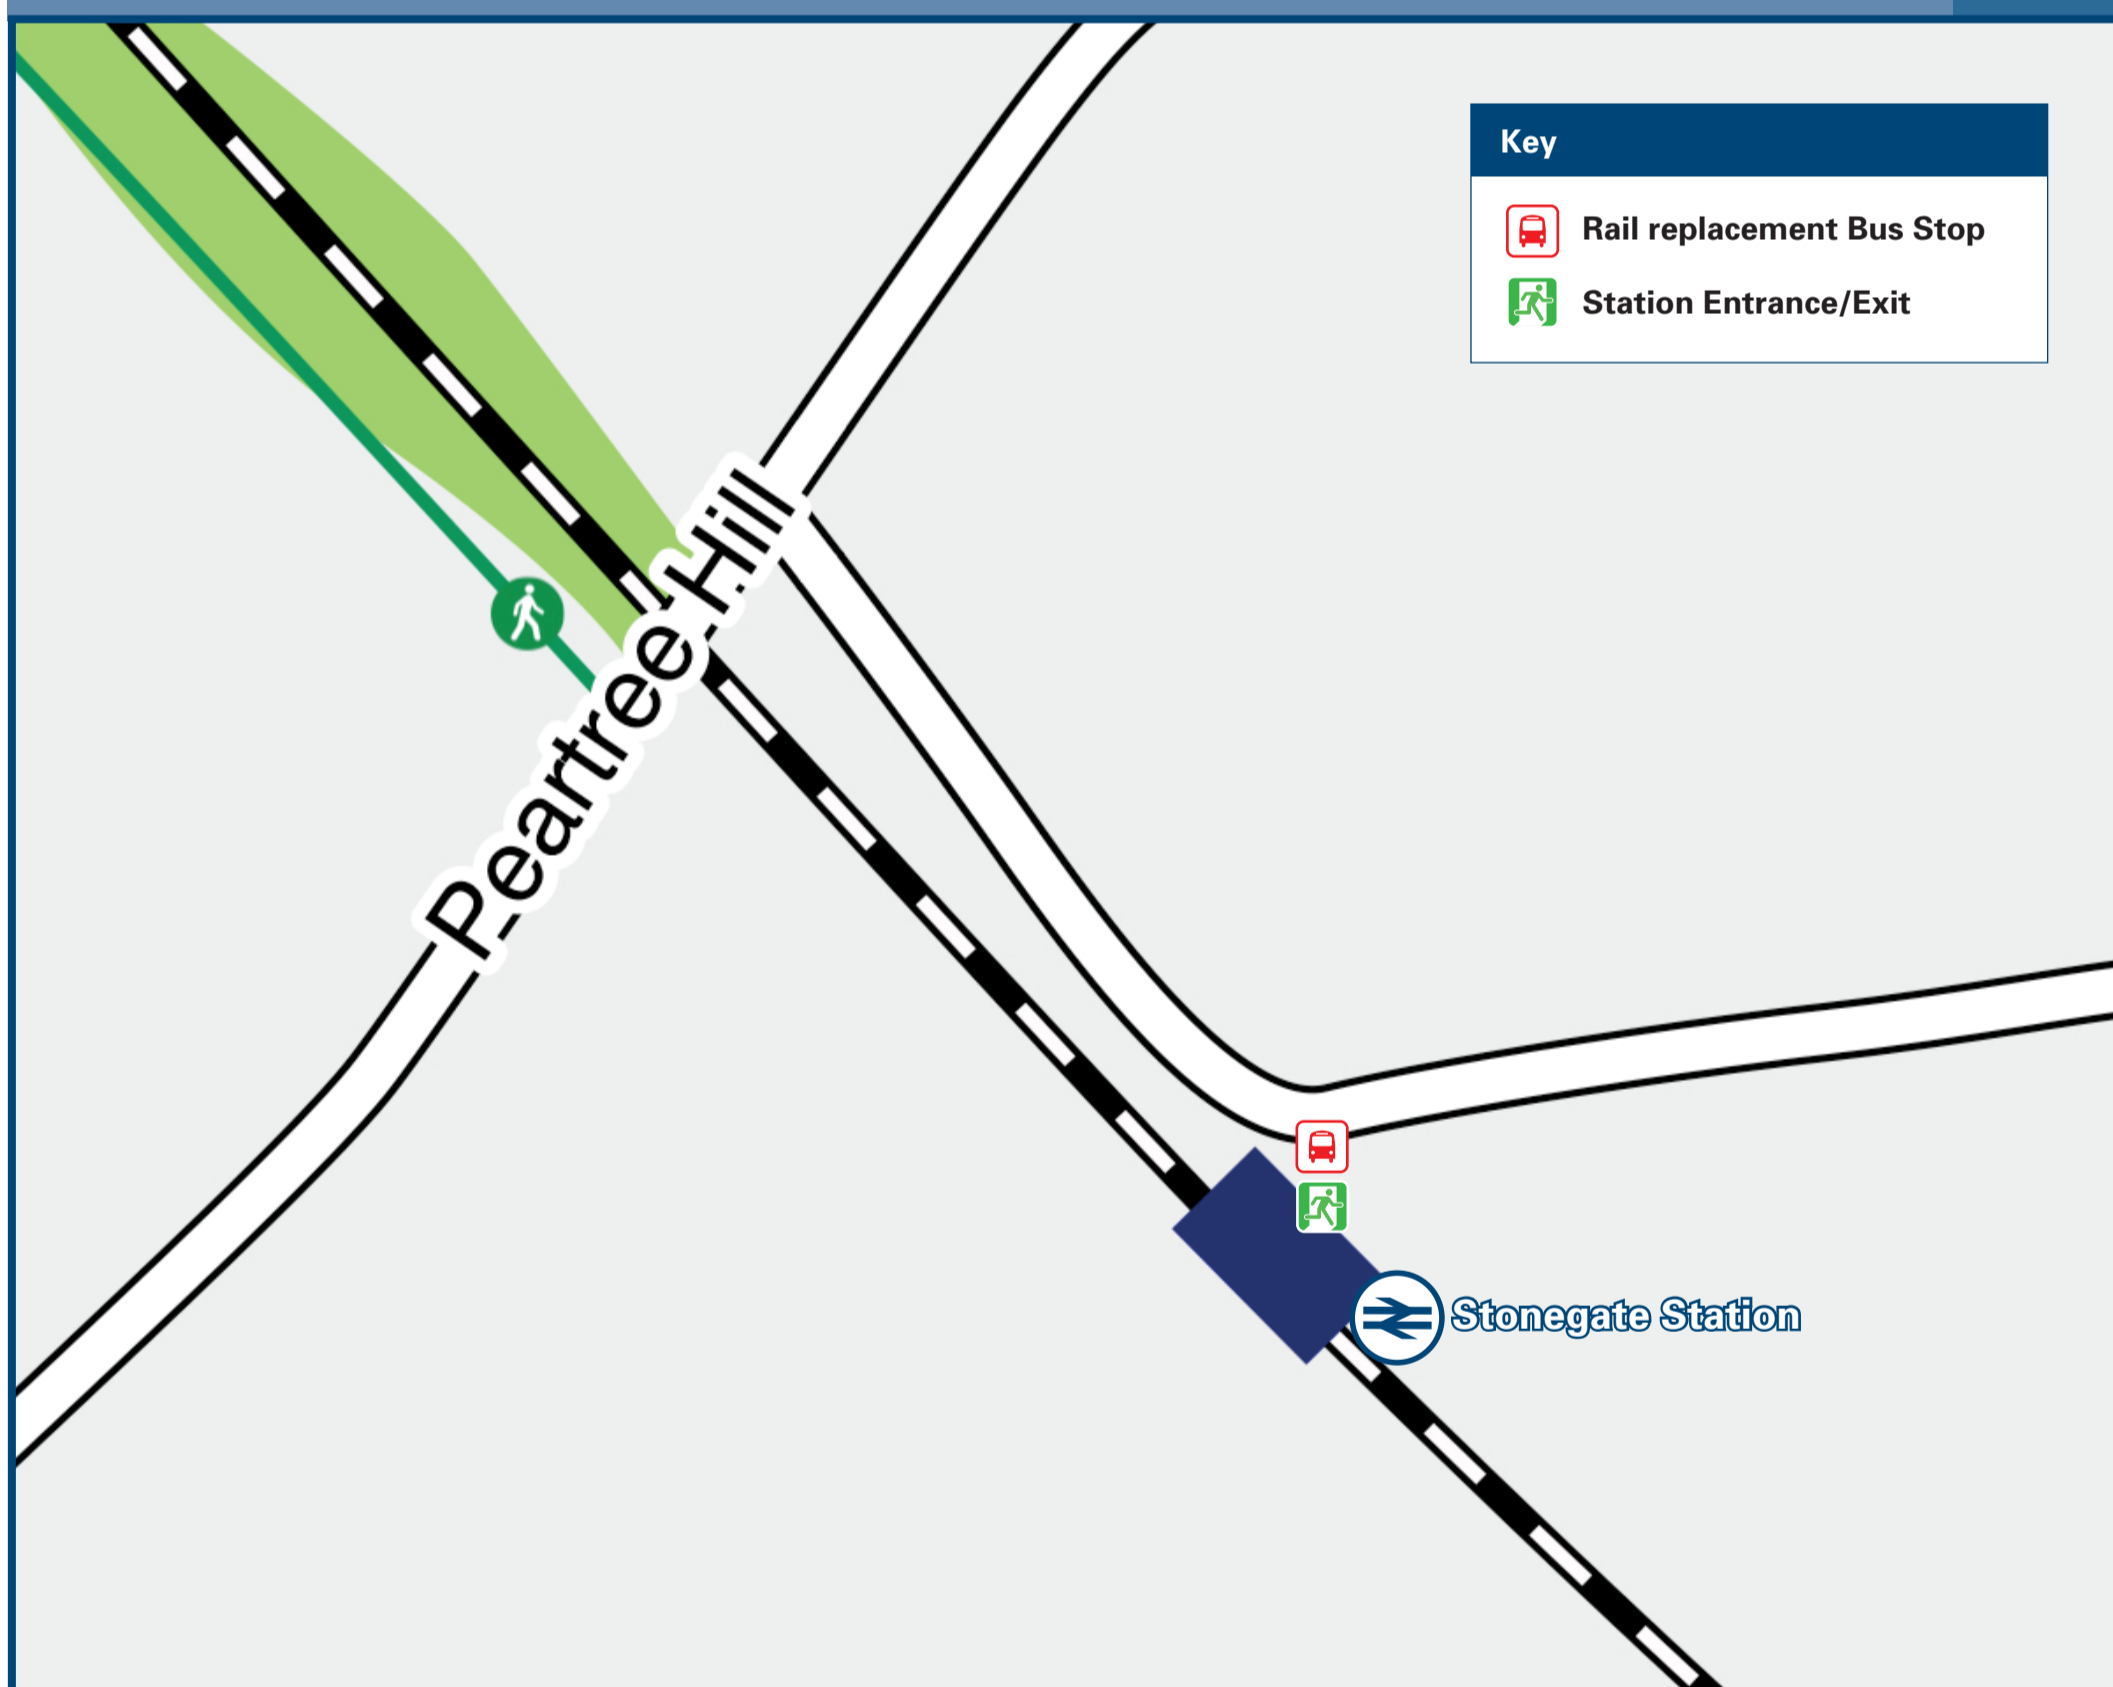 Key
Rail replacement Bus Stop
Station Entrance/Exit
Peartree Hill
Stonegate Station